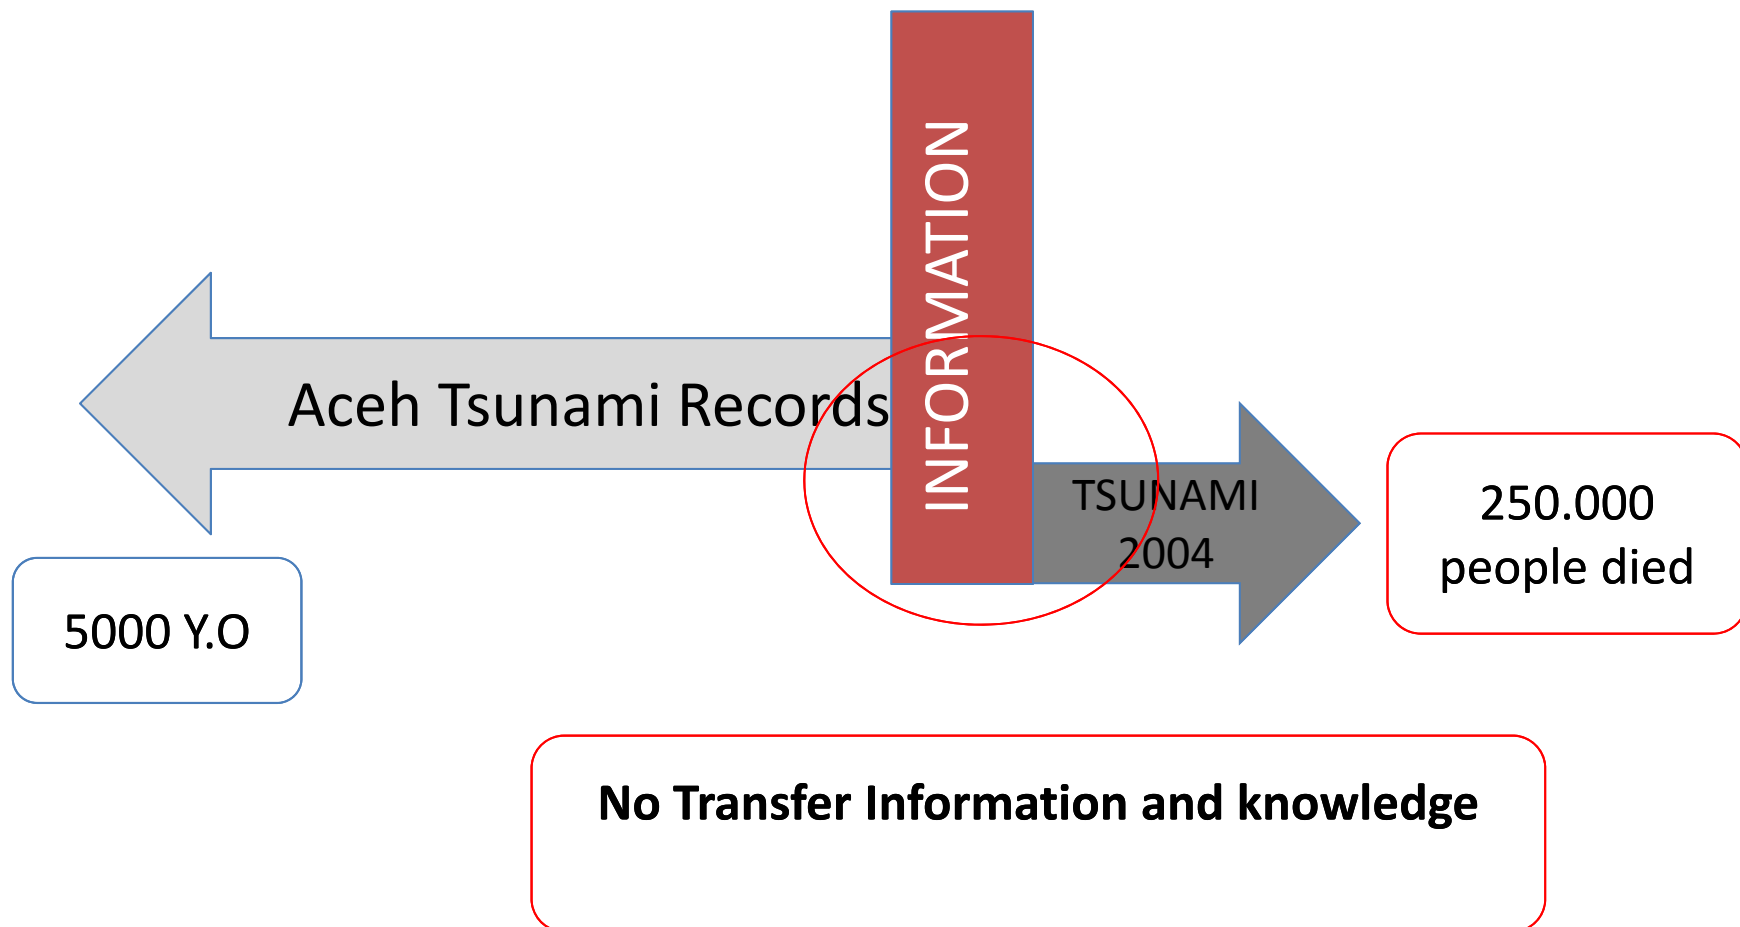 INFORMATION
Aceh Tsunami Records
TSUNAMI
2004
250.000
people died
5000 Y.O
No Transfer Information and knowledge